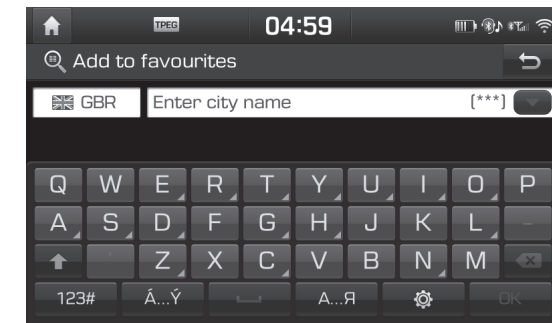 TPEG 04:59
Add to favourites
GBR Enter city name [***]
Q W E R T Y U I O P
A S D F G H J K L -
' Z X C V B N M
123# Á...Ý A...Я OK